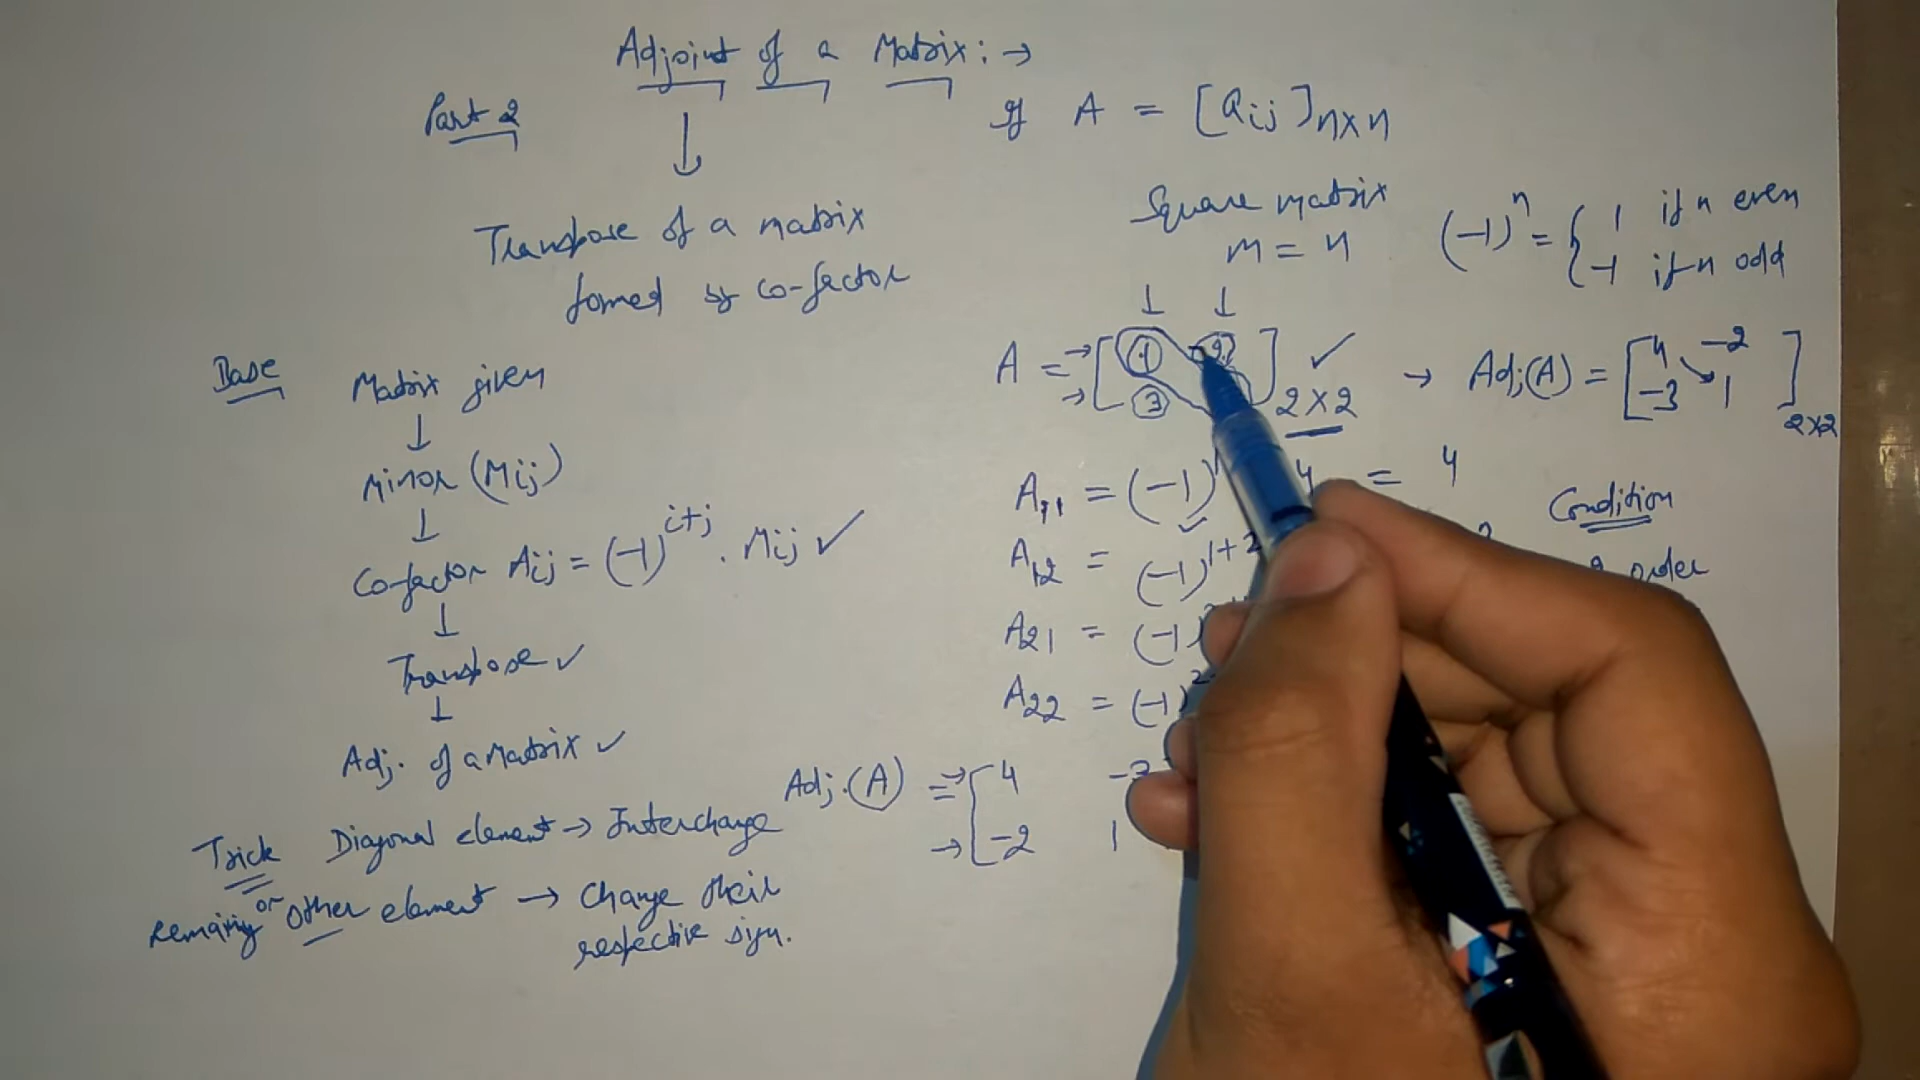 Adjoint of a Matrix : →
Part 2
If A = [aij]n×n
↓
Transpose of a matrix
formed by Co-factor
Square matrix
m = n
(-1)^n = { 1 if n even
-1 if n odd
Base
Matrix given
↓
Minor (Mij)
↓
Co-factor Aij = (-1)^i+j . Mij ✓
↓
Transpose ✓
↓
Adj. of a Matrix ✓
↓ ↓
A = → [ 1 2
→ 3 ] 2×2 ✓
→ Adj(A) = [ 4 -2
-3 1 ] 2×2
A11 = (-1) 4 = 4
A12 = (-1)^1+2
A21 = (-1)
A22 = (-1)
Condition
order
Adj.(A) = → [ 4 -3
→ -2 1
Trick Diagonal element → Interchange
Remaining or Other element → Change their
respective sign.